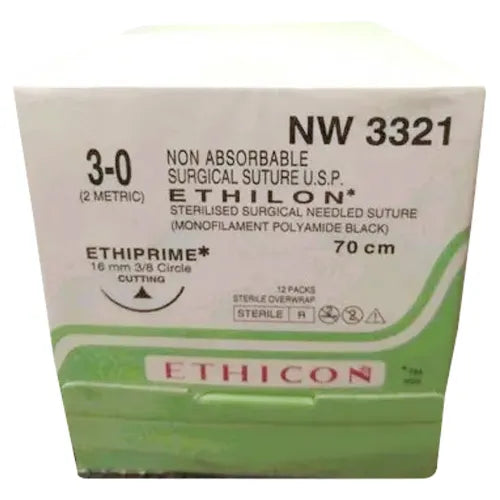 NW 3321
3-0
(2 METRIC)
NON ABSORBABLE
SURGICAL SUTURE U.S.P.
ETHILON*
STERILISED SURGICAL NEEDLED SUTURE
(MONOFILAMENT POLYAMIDE BLACK)
70 cm
ETHIPRIME*
16 mm 3/8 Circle
CUTTING
12 PACKS
STERILE OVERWRAP
STERILE R
ETHICON
*TM